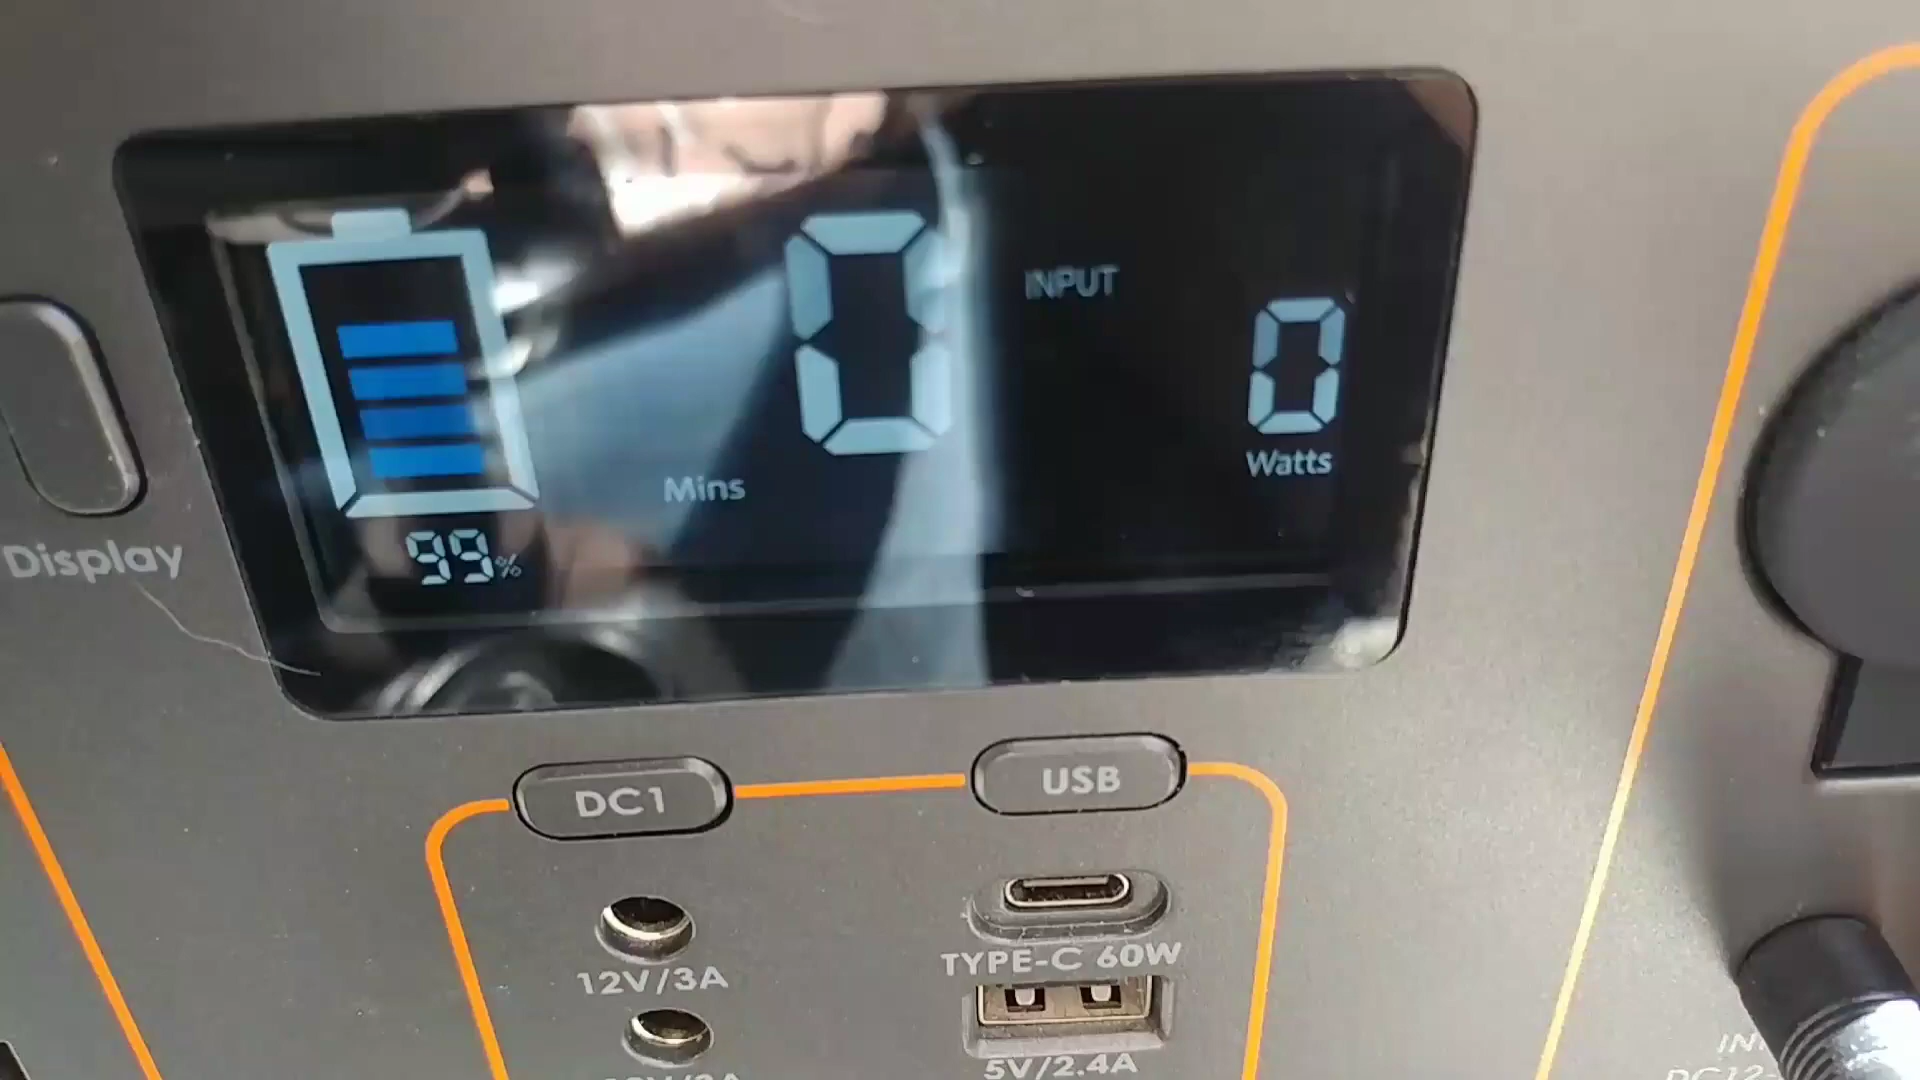 0
INPUT
0
Mins
Watts
99%
Display
DC1
USB
12V/3A
TYPE-C 60W
5V/2.4A